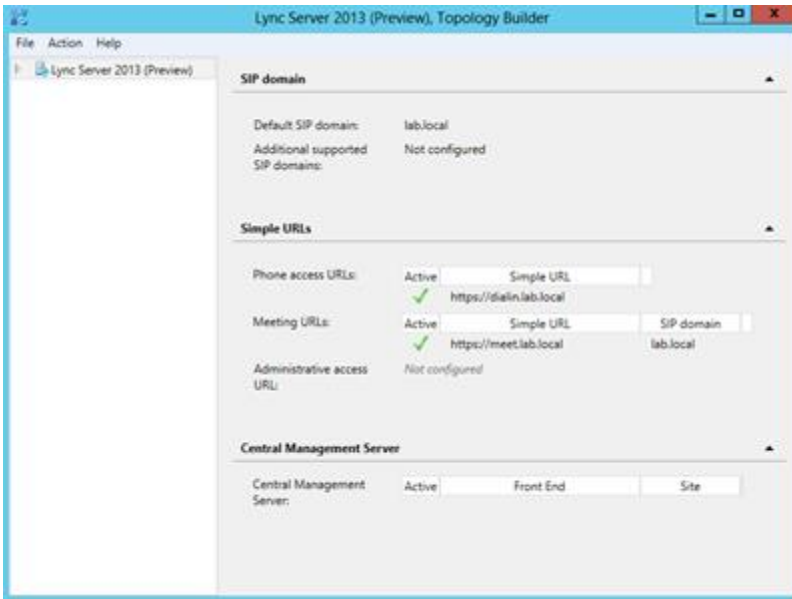 Lync Server 2013 (Preview), Topology Builder
File Action Help
Lync Server 2013 (Preview)
SIP domain
Default SIP domain: lab.local
Additional supported Not configured
SIP domains:
Simple URLs
Phone access URLs: Active Simple URL
https://dialin.lab.local
Meeting URLs: Active Simple URL SIP domain
https://meet.lab.local lab.local
Administrative access Not configured
URL:
Central Management Server
Central Management Active Front End Site
Server: